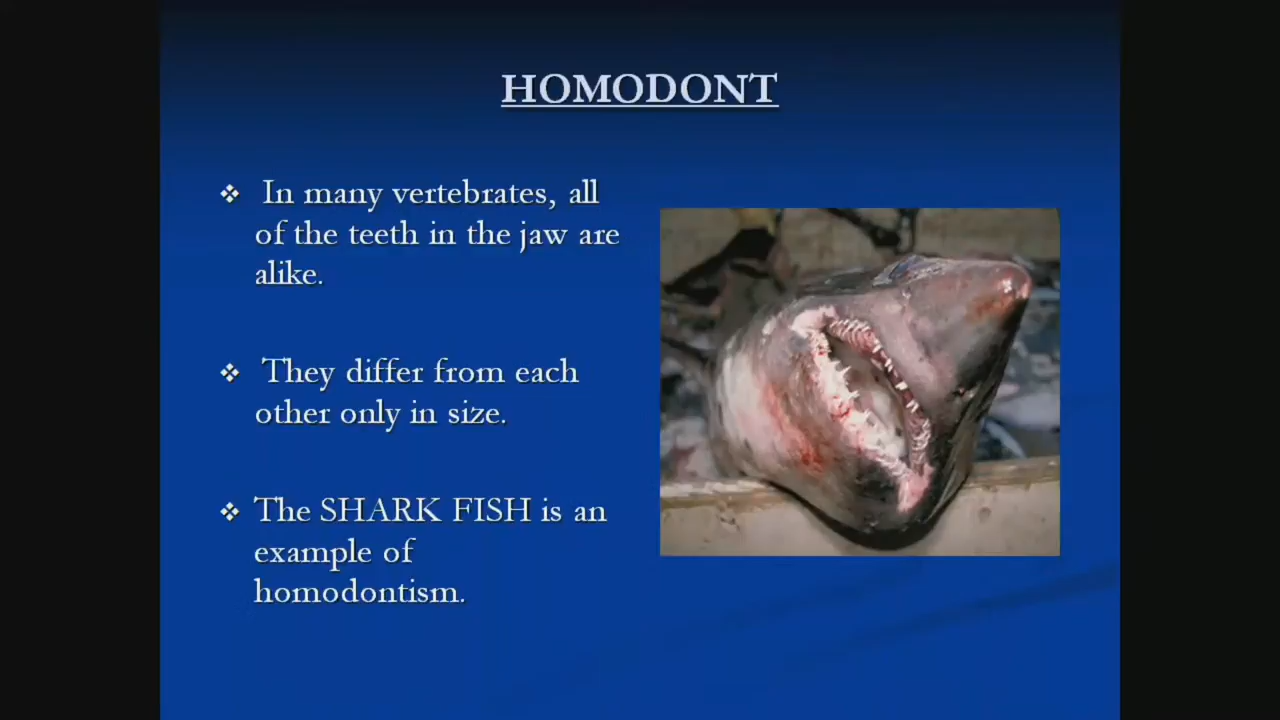 HOMODONT
In many vertebrates, all
of the teeth in the jaw are
alike.
They differ from each
other only in size.
The SHARK FISH is an
example of
homodontism.